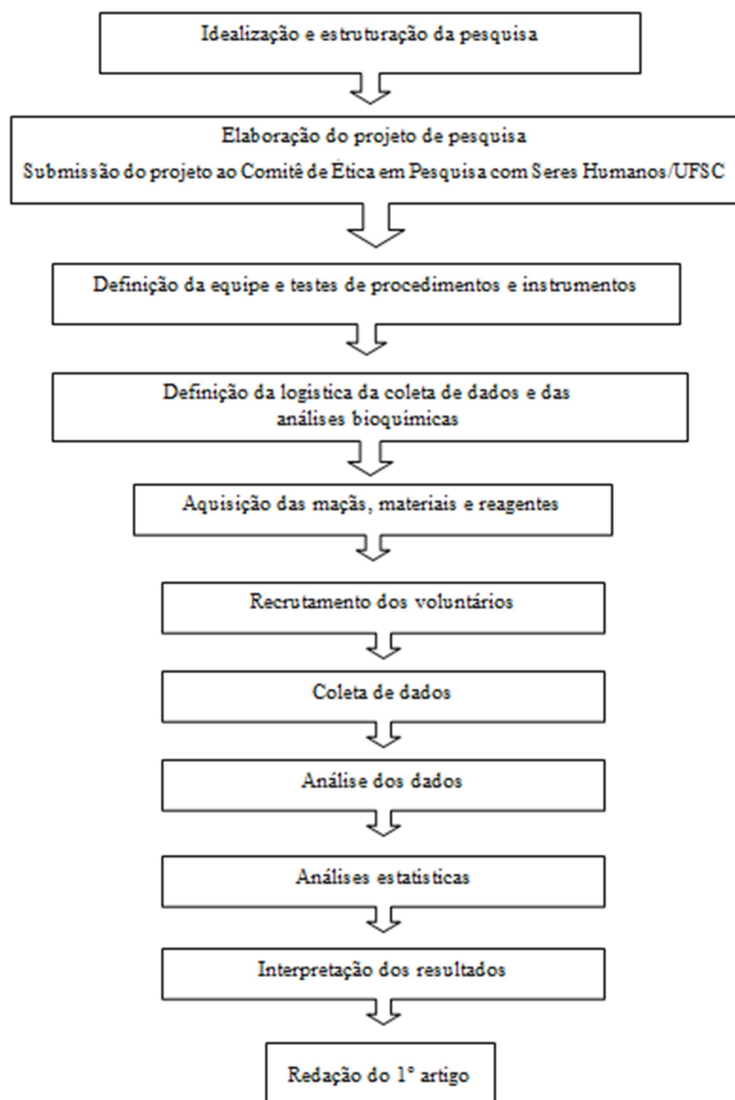 Idealização e estruturação da pesquisa
Elaboração do projeto de pesquisa
Submissão do projeto ao Comitê de Ética em Pesquisa com Seres Humanos/UFSC
Definição da equipe e testes de procedimentos e instrumentos
Definição da logística da coleta de dados e das
análises bioquímicas
Aquisição das maçãs, materiais e reagentes
Recrutamento dos voluntários
Coleta de dados
Análise dos dados
Análises estatísticas
Interpretação dos resultados
Redação do 1º artigo